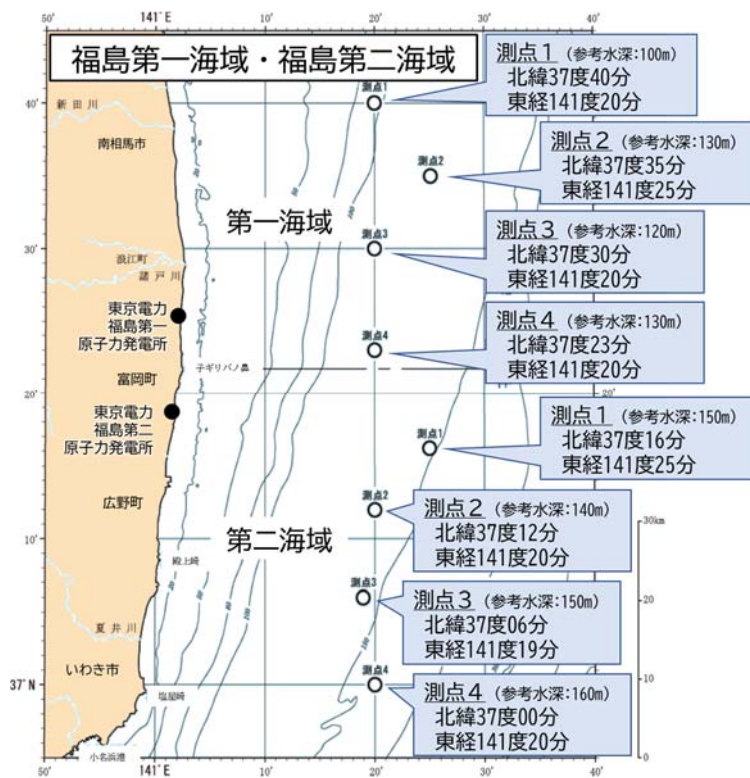 50'
141°E
10'
20'
30'
40'
福島第一海域・福島第二海域
測点1 (参考水深:100m)
北緯37度40分
東経141度20分
測点1
40'
新田川
南相馬市
測点2
測点2 (参考水深:130m)
北緯37度35分
東経141度25分
第一海域
測点3
測点3 (参考水深:120m)
北緯37度30分
東経141度20分
30'
浪江町
請戸川
東京電力
福島第一
原子力発電所
測点4
測点4 (参考水深:130m)
北緯37度23分
東経141度20分
子ギリバノ鼻
富岡町
20'
20'
東京電力
福島第二
原子力発電所
測点1
測点1 (参考水深:150m)
北緯37度16分
東経141度25分
広野町
測点2
測点2 (参考水深:140m)
北緯37度12分
東経141度20分
30km
第二海域
10'
殿上崎
測点3
測点3 (参考水深:150m)
北緯37度06分
東経141度19分
20
夏井川
いわき市
10
37°N
塩屋崎
測点4
測点4 (参考水深:160m)
北緯37度00分
東経141度20分
小名浜港
0
50'
141°E
10'
20'
30'
40'